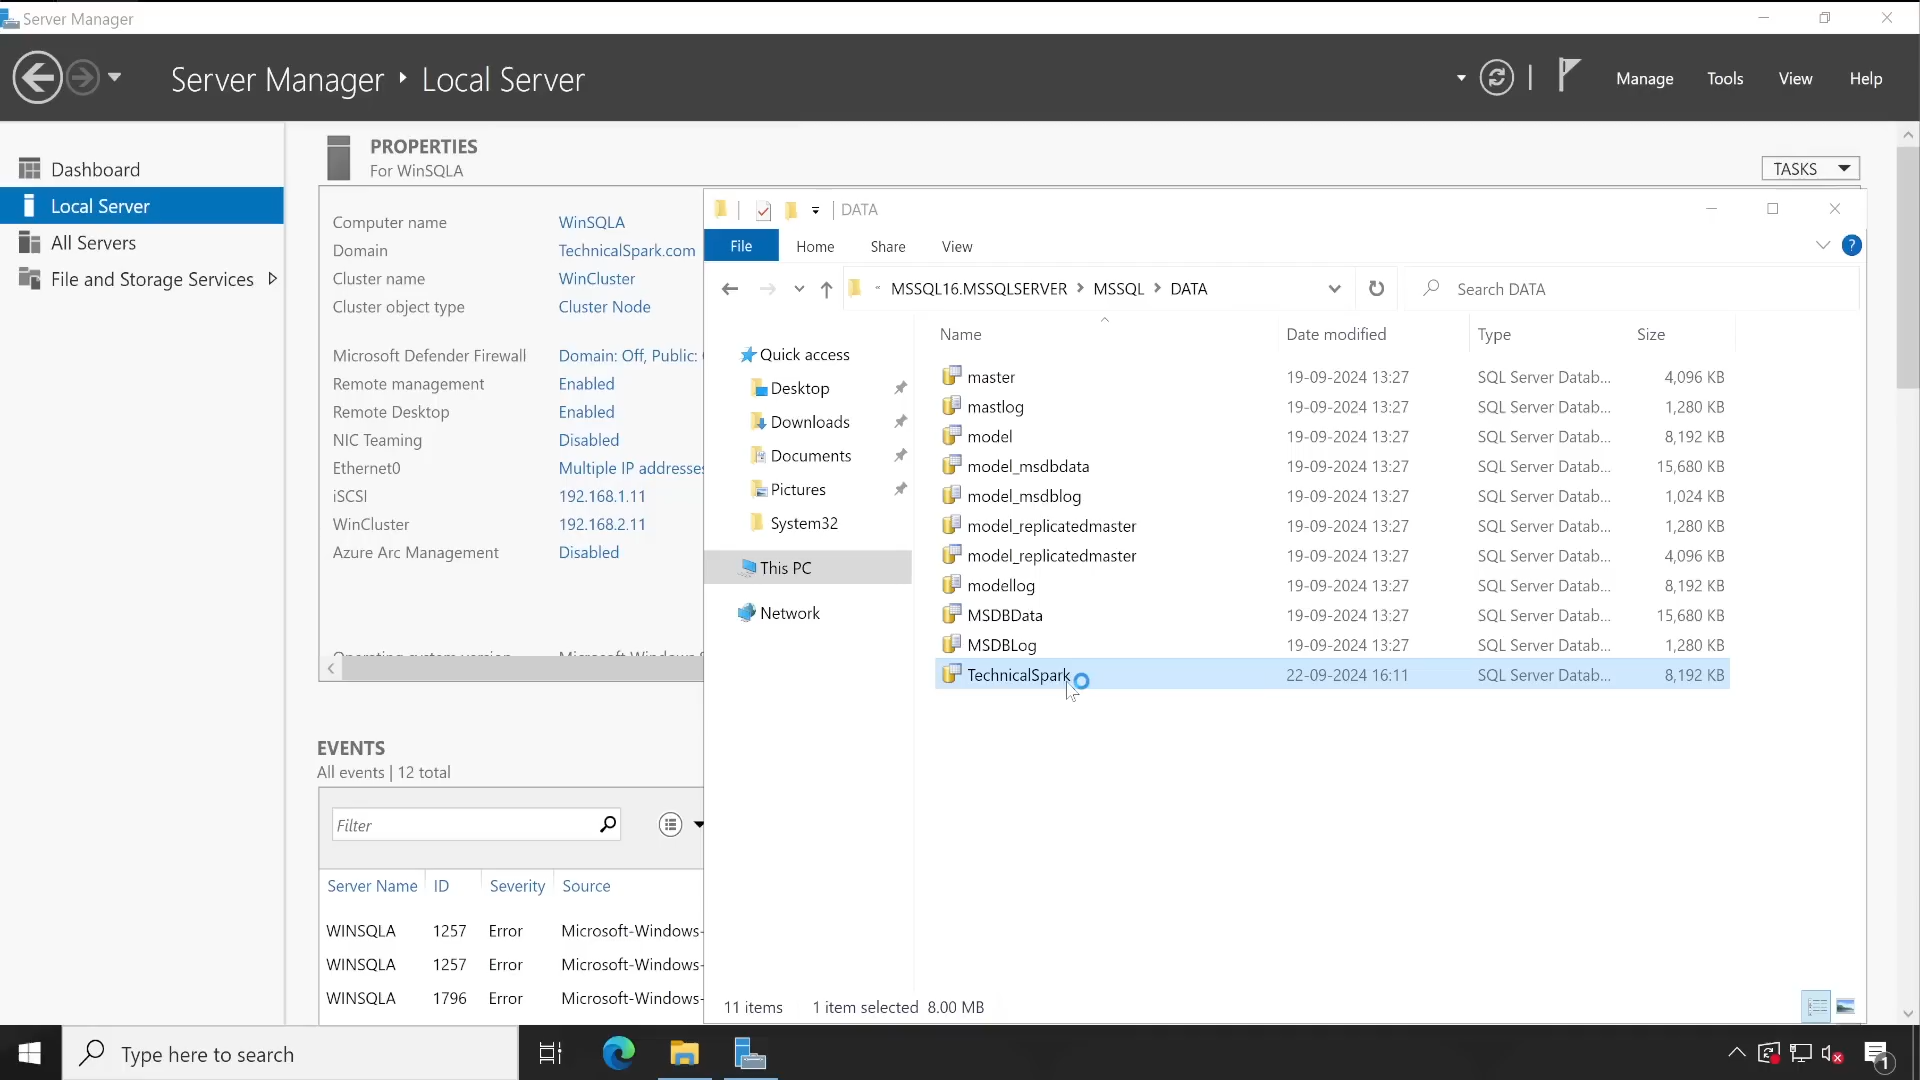 Server Manager
Server Manager ‣ Local Server
Manage Tools View Help
Dashboard
Local Server
All Servers
File and Storage Services
PROPERTIES
For WinSQLA
TASKS
Computer name WinSQLA
Domain TechnicalSpark.com
Cluster name WinCluster
Cluster object type Cluster Node
Microsoft Defender Firewall Domain: Off, Public:
Remote management Enabled
Remote Desktop Enabled
NIC Teaming Disabled
Ethernet0 Multiple IP addresses
iSCSI 192.168.1.11
WinCluster 192.168.2.11
Azure Arc Management Disabled
EVENTS
All events | 12 total
Filter
Server Name ID Severity Source
WINSQLA 1257 Error Microsoft-Windows-
WINSQLA 1257 Error Microsoft-Windows-
WINSQLA 1796 Error Microsoft-Windows-
DATA
File Home Share View
?
« MSSQL16.MSSQLSERVER > MSSQL > DATA
Search DATA
Quick access
Desktop
Downloads
Documents
Pictures
System32
This PC
Network
Name Date modified Type Size
master 19-09-2024 13:27 SQL Server Datab... 4,096 KB
mastlog 19-09-2024 13:27 SQL Server Datab... 1,280 KB
model 19-09-2024 13:27 SQL Server Datab... 8,192 KB
model_msdbdata 19-09-2024 13:27 SQL Server Datab... 15,680 KB
model_msdblog 19-09-2024 13:27 SQL Server Datab... 1,024 KB
model_replicatedmaster 19-09-2024 13:27 SQL Server Datab... 1,280 KB
model_replicatedmaster 19-09-2024 13:27 SQL Server Datab... 4,096 KB
modellog 19-09-2024 13:27 SQL Server Datab... 8,192 KB
MSDBData 19-09-2024 13:27 SQL Server Datab... 15,680 KB
MSDBLog 19-09-2024 13:27 SQL Server Datab... 1,280 KB
TechnicalSpark 22-09-2024 16:11 SQL Server Datab... 8,192 KB
11 items 1 item selected 8.00 MB
Type here to search
1